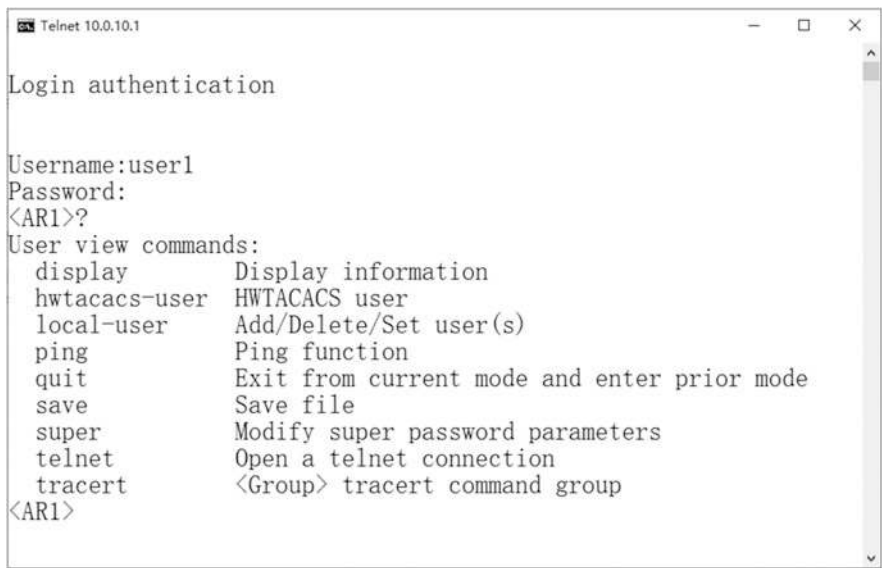 Telnet 10.0.10.1
Login authentication
Username:user1
Password:
<AR1>?
User view commands:
display Display information
hwtacacs-user HWTACACS user
local-user Add/Delete/Set user(s)
ping Ping function
quit Exit from current mode and enter prior mode
save Save file
super Modify super password parameters
telnet Open a telnet connection
tracert <Group> tracert command group
<AR1>